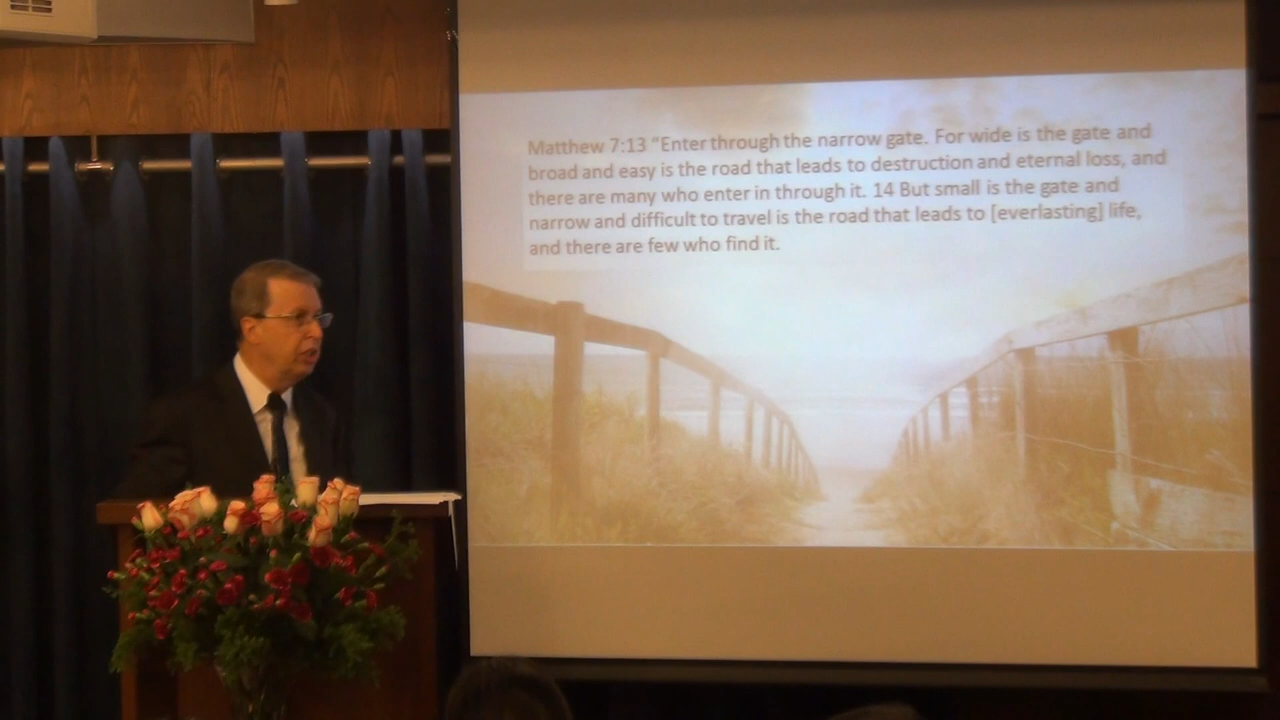 Matthew 7:13 “Enter through the narrow gate. For wide is the gate and
broad and easy is the road that leads to destruction and eternal loss, and
there are many who enter in through it. 14 But small is the gate and
narrow and difficult to travel is the road that leads to [everlasting] life,
and there are few who find it.